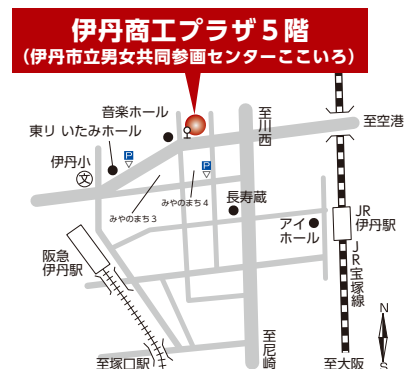 伊丹商工プラザ5階
(伊丹市立男女共同参画センターここいろ)
音楽ホール
東リ いたみホール
伊丹小
文
P
P
至川西
至空港
みやのまち3
みやのまち4
長寿蔵
アイ
ホール
JR
伊丹駅
JR宝塚線
阪急
伊丹駅
至塚口駅
至尼崎
至大阪
N
S